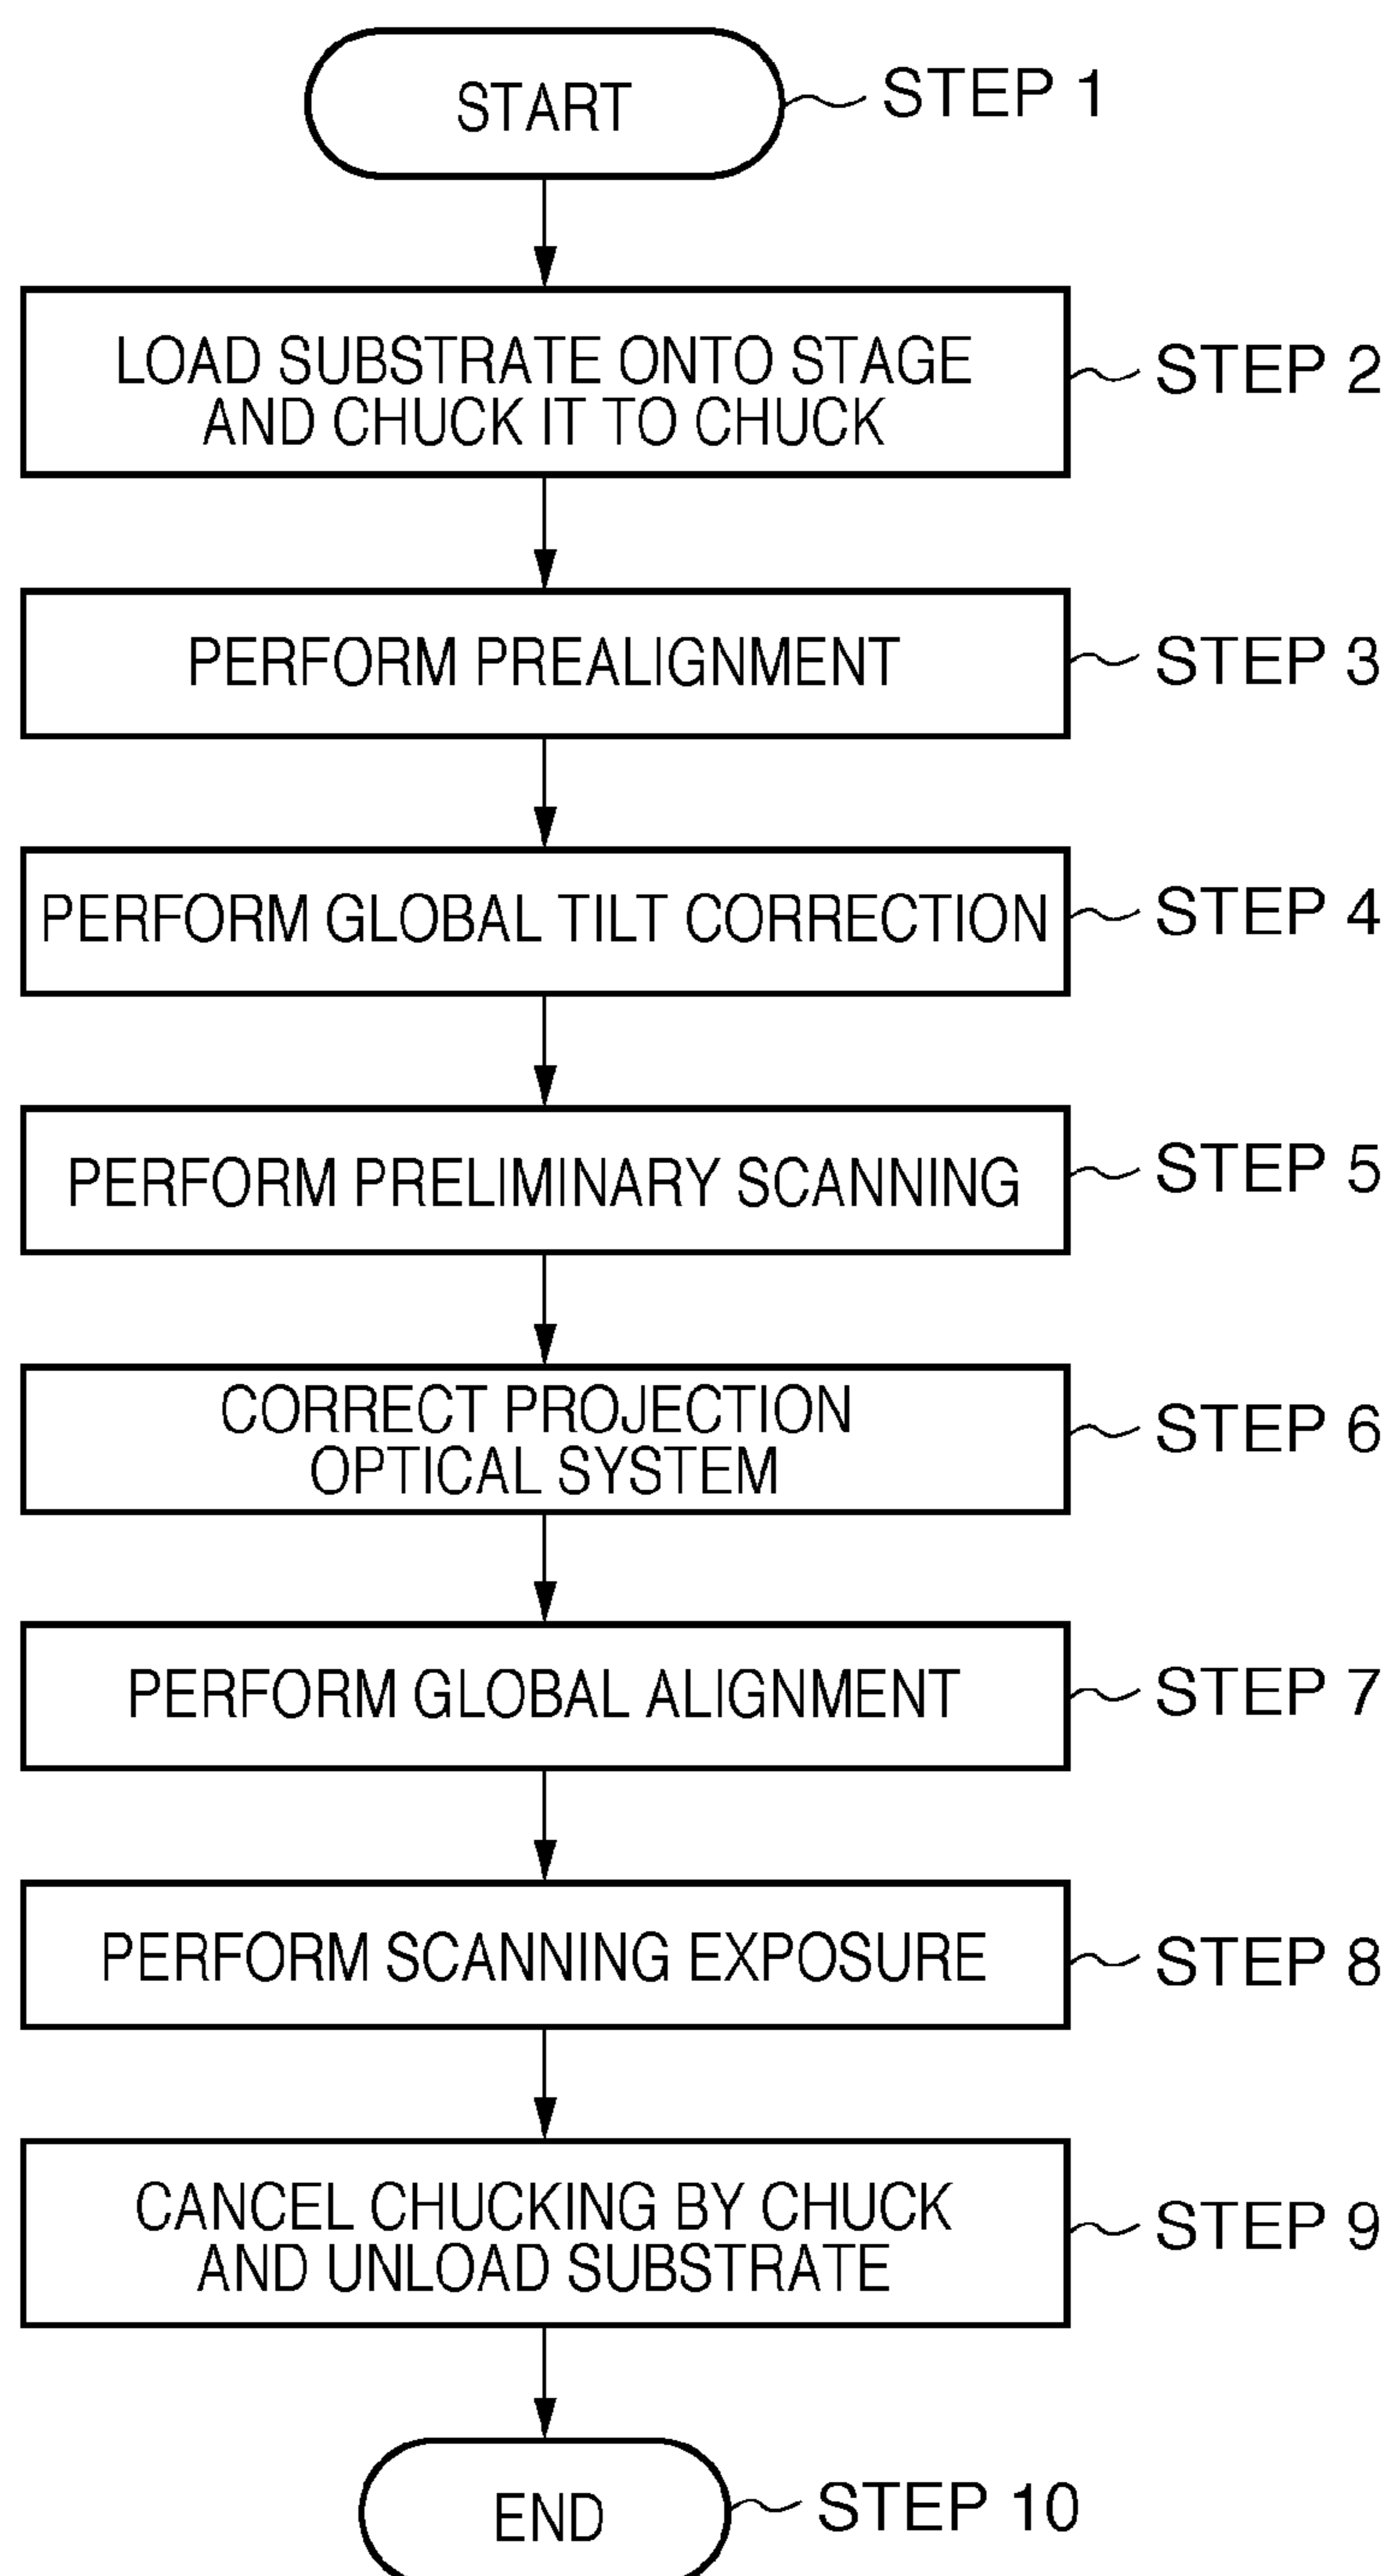 START
STEP 1
LOAD SUBSTRATE ONTO STAGE
AND CHUCK IT TO CHUCK
STEP 2
PERFORM PREALIGNMENT
STEP 3
PERFORM GLOBAL TILT CORRECTION
STEP 4
PERFORM PRELIMINARY SCANNING
STEP 5
CORRECT PROJECTION
OPTICAL SYSTEM
STEP 6
PERFORM GLOBAL ALIGNMENT
STEP 7
PERFORM SCANNING EXPOSURE
STEP 8
CANCEL CHUCKING BY CHUCK
AND UNLOAD SUBSTRATE
STEP 9
END
STEP 10